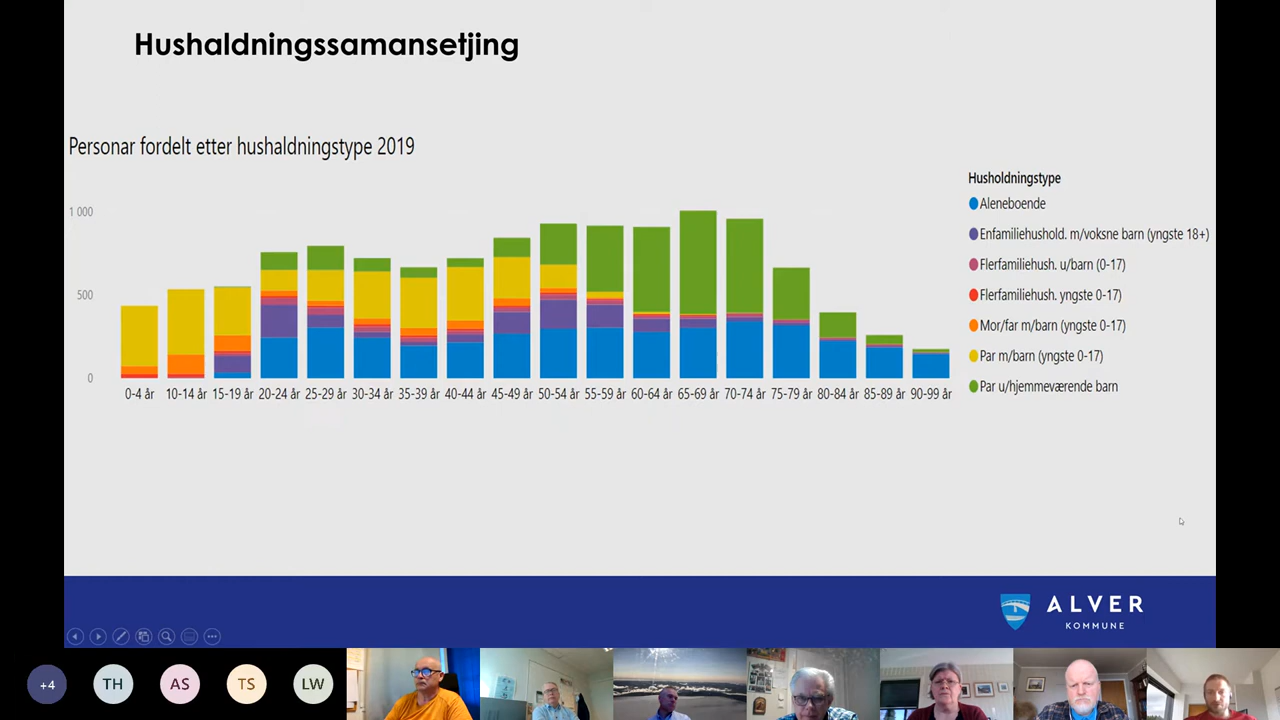 Hushaldningssamansetjing
Personar fordelt etter hushaldningstype 2019
1 000
500
0
0-4 år 10-14 år 15-19 år 20-24 år 25-29 år 30-34 år 35-39 år 40-44 år 45-49 år 50-54 år 55-59 år 60-64 år 65-69 år 70-74 år 75-79 år 80-84 år 85-89 år 90-99 år
Husholdningstype
Aleneboende
Enfamiliehushold. m/voksne barn (yngste 18+)
Flerfamiliehush. u/barn (0-17)
Flerfamiliehush. yngste 0-17)
Mor/far m/barn (yngste 0-17)
Par m/barn (yngste 0-17)
Par u/hjemmeværende barn
ALVER
KOMMUNE
+4 TH AS TS LW